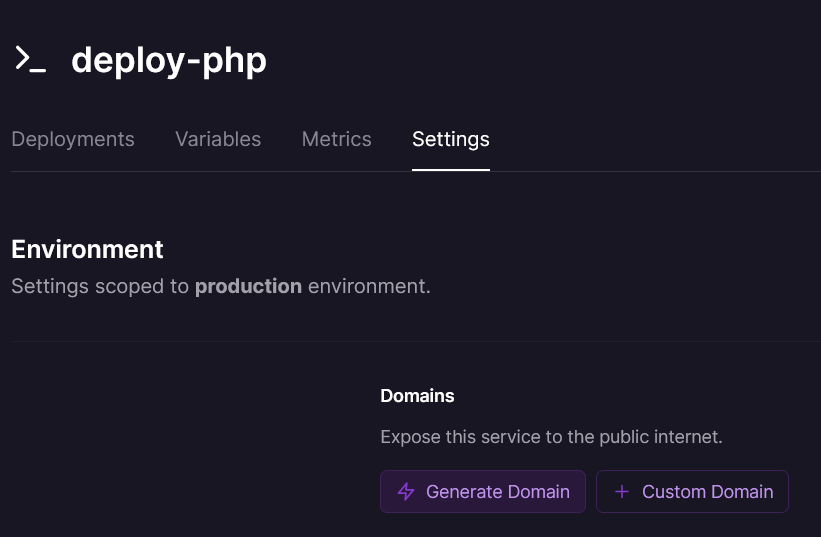 deploy-php
Deployments Variables Metrics Settings
Environment
Settings scoped to production environment.
Domains
Expose this service to the public internet.
Generate Domain + Custom Domain